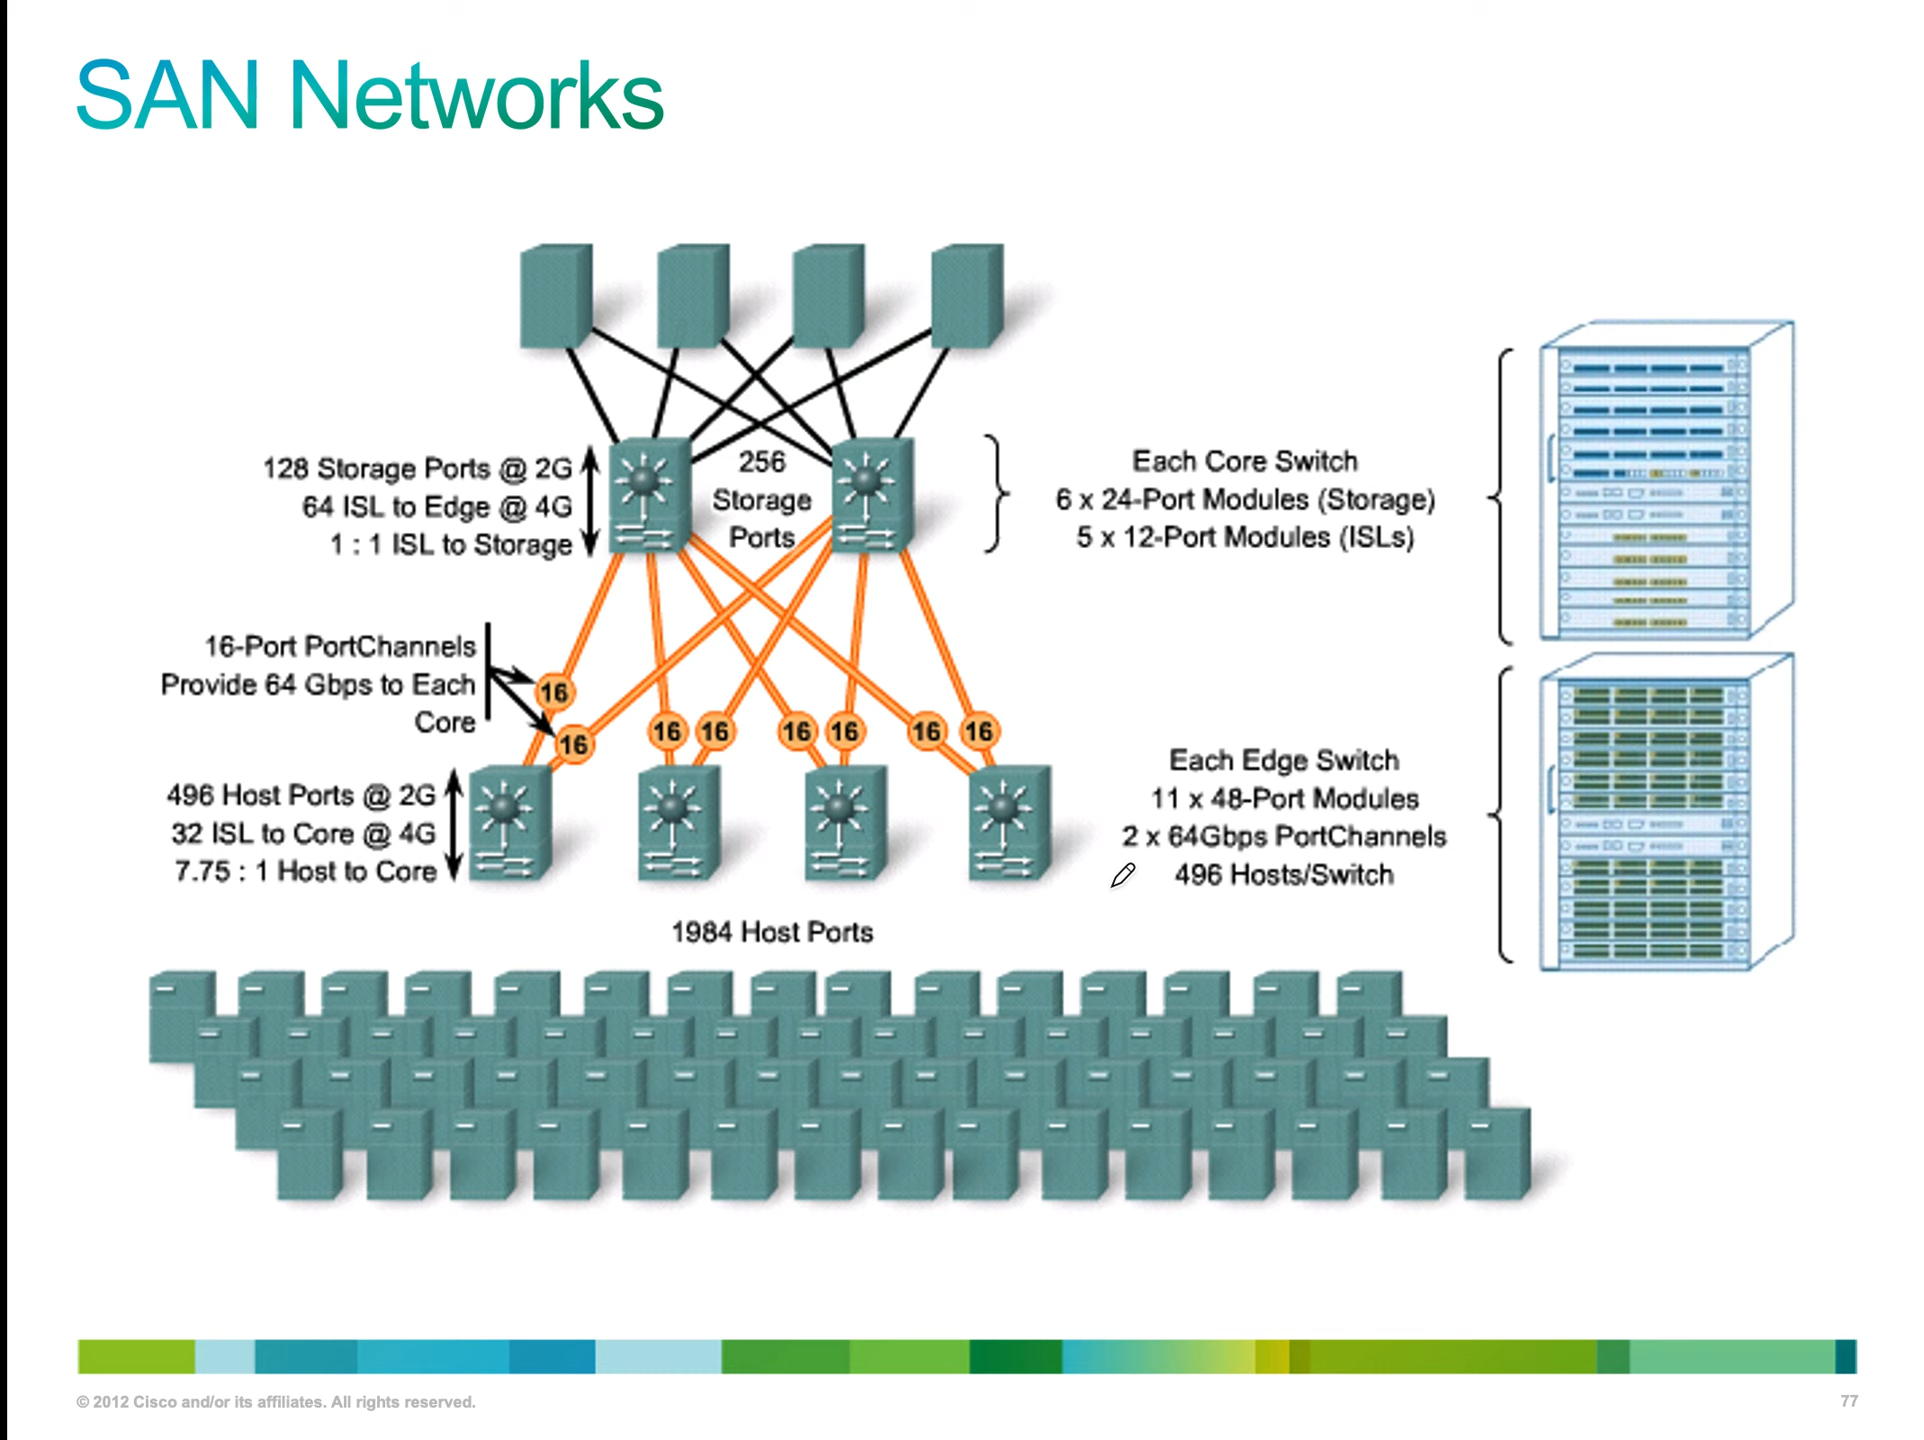 SAN Networks
128 Storage Ports @ 2G
64 ISL to Edge @ 4G
1 : 1 ISL to Storage
256
Storage
Ports
Each Core Switch
6 x 24-Port Modules (Storage)
5 x 12-Port Modules (ISLs)
16-Port PortChannels
Provide 64 Gbps to Each
Core
16
16
16
16
16
16
16
16
496 Host Ports @ 2G
32 ISL to Core @ 4G
7.75 : 1 Host to Core
Each Edge Switch
11 x 48-Port Modules
2 x 64Gbps PortChannels
496 Hosts/Switch
1984 Host Ports
© 2012 Cisco and/or its affiliates. All rights reserved.
77